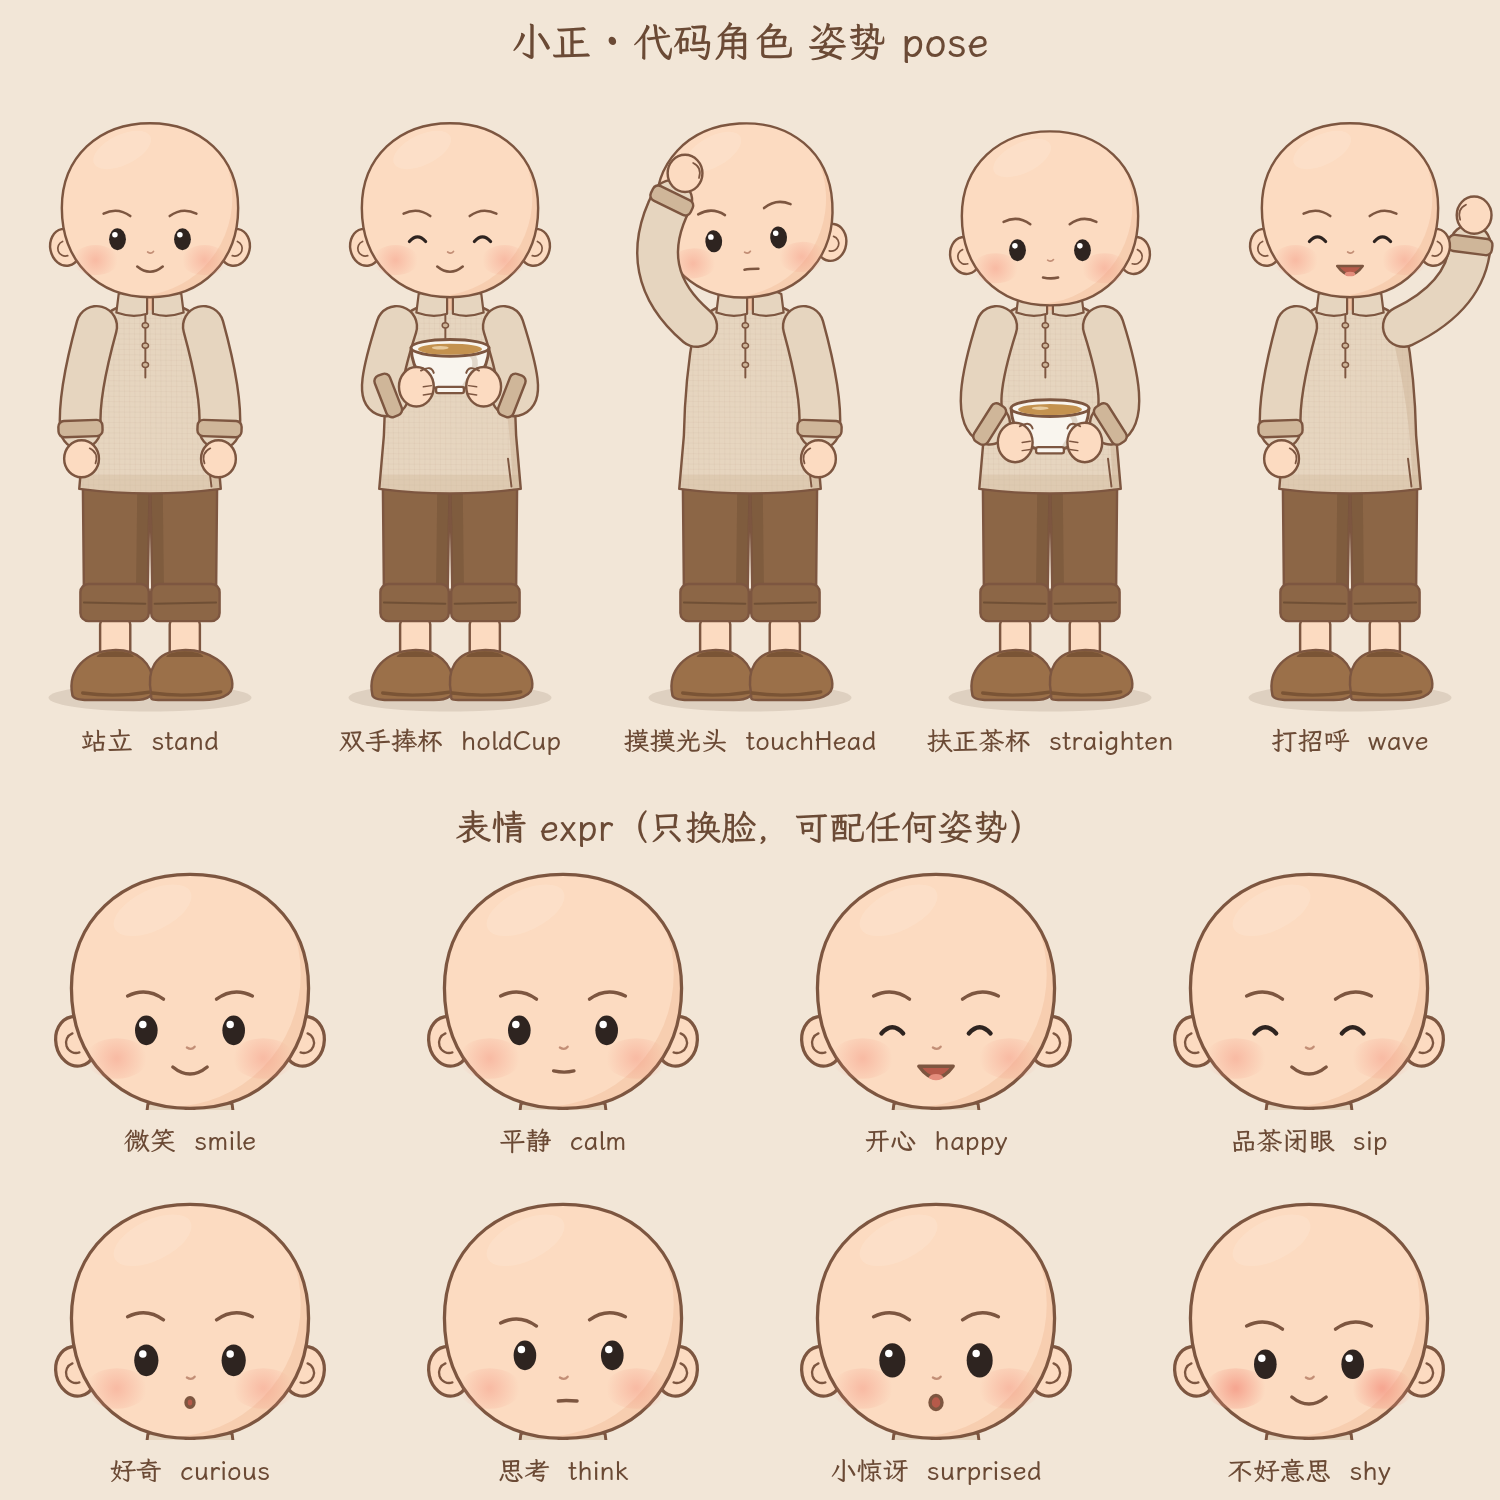 小正·代码角色 姿势 pose
站立 stand
双手捧杯 holdCup
摸摸光头 touchHead
扶正茶杯 straighten
打招呼 wave
表情 expr（只换脸，可配任何姿势）
微笑 smile
平静 calm
开心 happy
品茶闭眼 sip
好奇 curious
思考 think
小惊讶 surprised
不好意思 shy